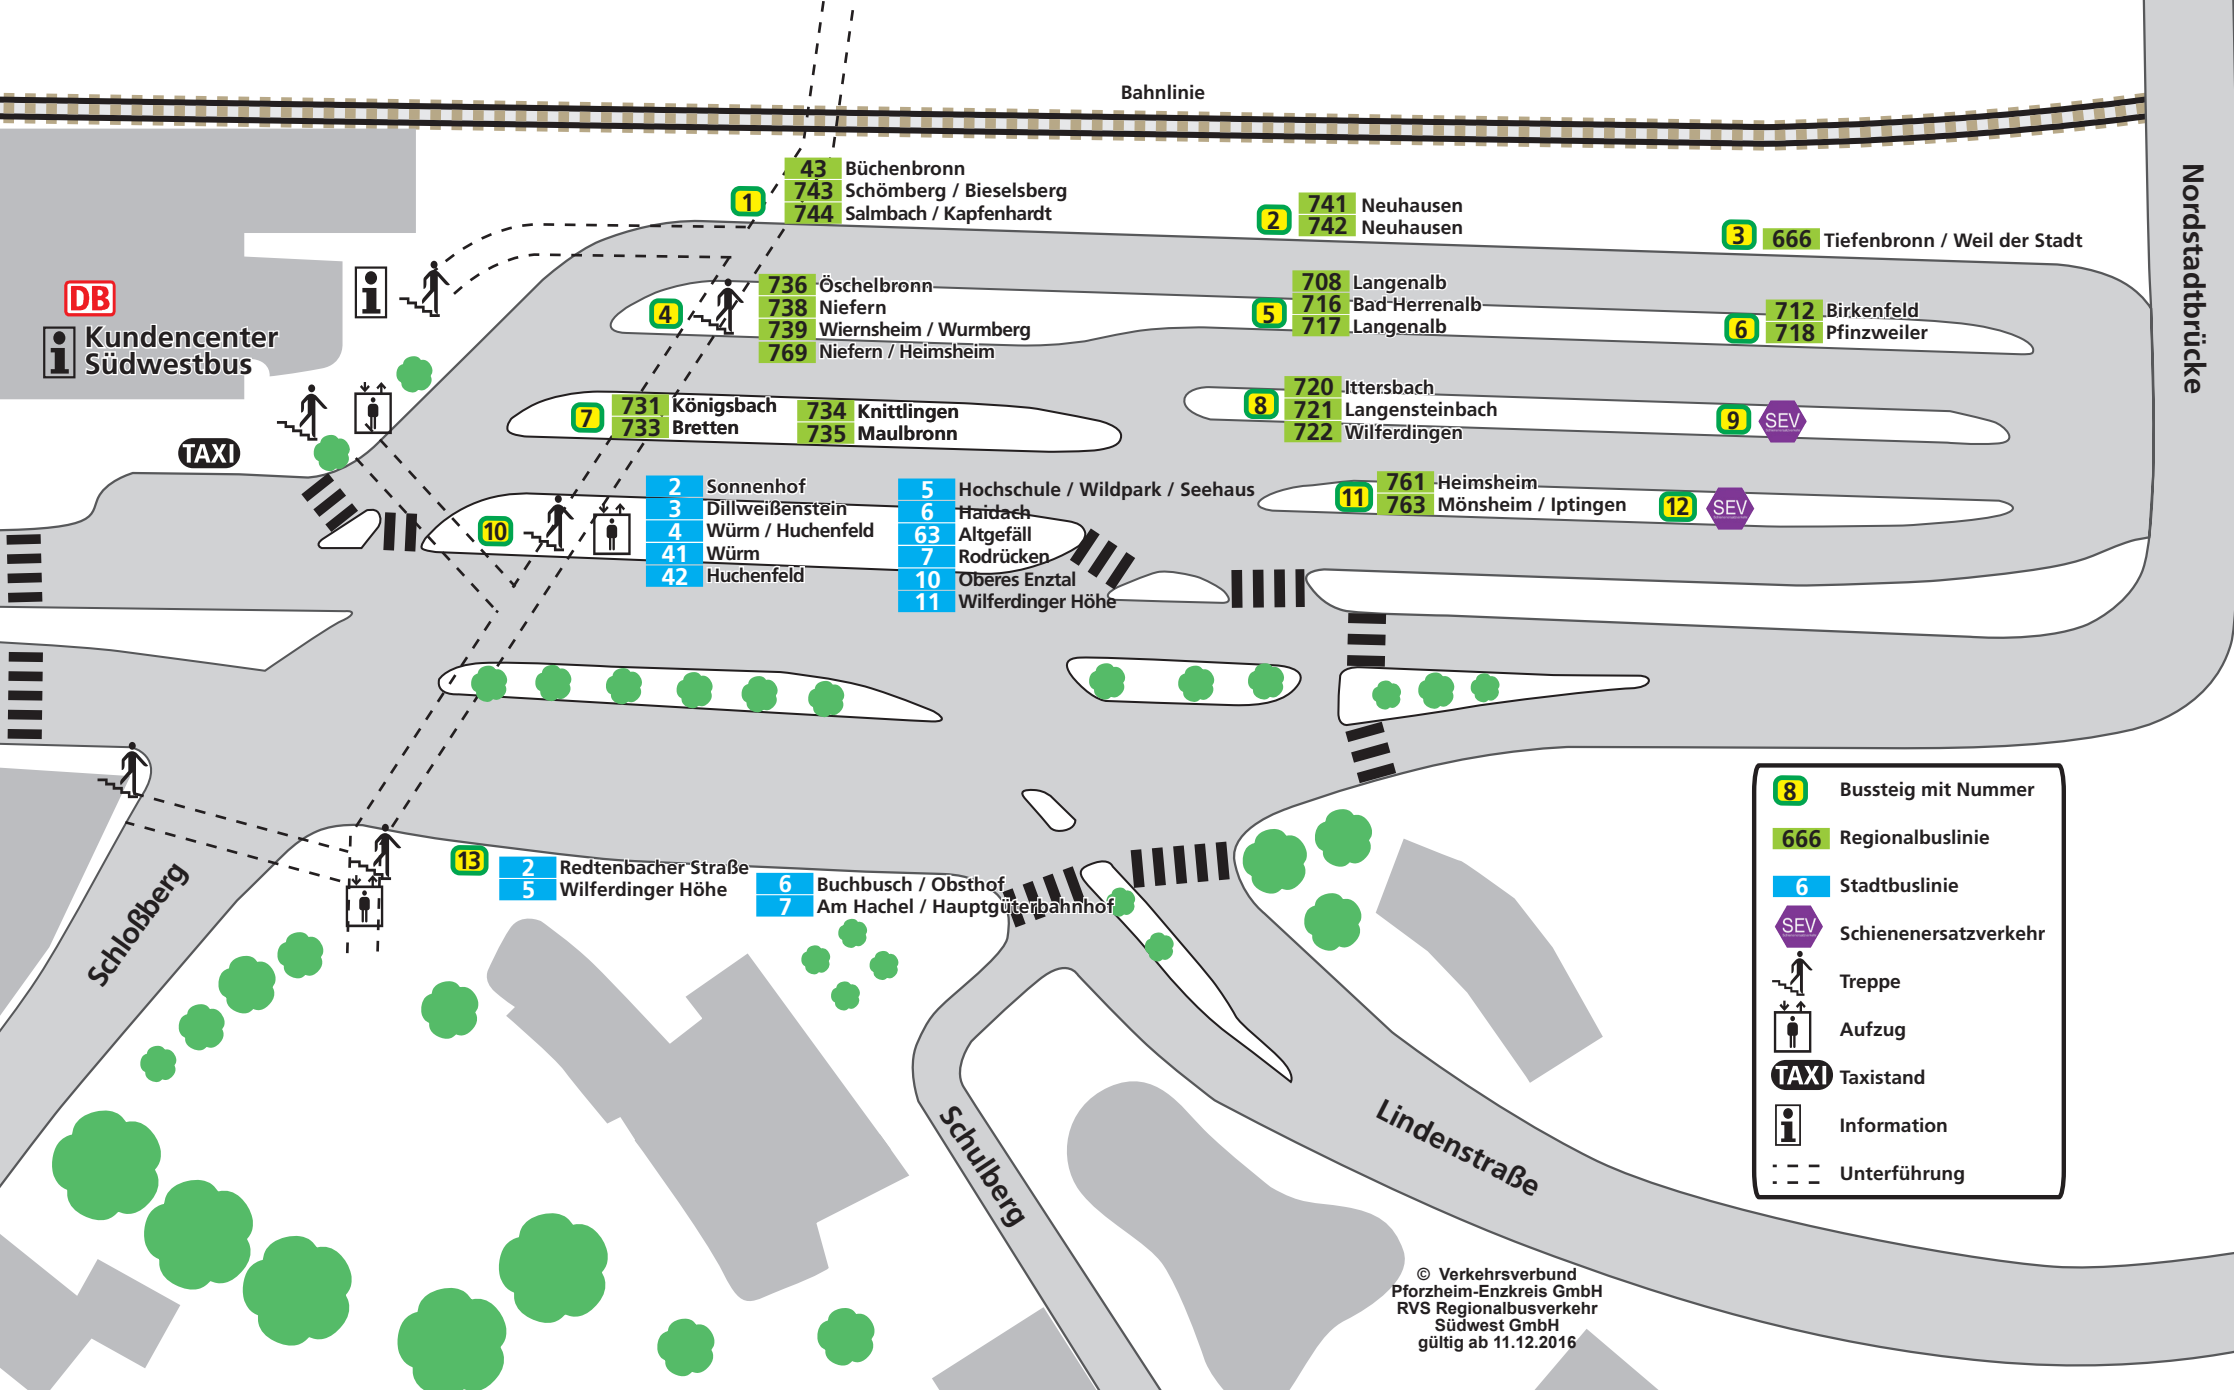 Bahnlinie
Nordstadtbrücke
1
43 Büchenbronn
743 Schömberg / Bieselsberg
744 Salmbach / Kapfenhardt
2
741 Neuhausen
742 Neuhausen
3
666 Tiefenbronn / Weil der Stadt
DB
Kundencenter
Südwestbus
TAXI
4
736 Öschelbronn
738 Niefern
739 Wiernsheim / Wurmberg
769 Niefern / Heimsheim
5
708 Langenalb
716 Bad Herrenalb
717 Langenalb
6
712 Birkenfeld
718 Pfinzweiler
7
731 Königsbach
733 Bretten
734 Knittlingen
735 Maulbronn
8
720 Ittersbach
721 Langensteinbach
722 Wilferdingen
9
SEV
10
2 Sonnenhof
3 Dillweißenstein
4 Würm / Huchenfeld
41 Würm
42 Huchenfeld
5 Hochschule / Wildpark / Seehaus
6 Haidach
63 Altgefäll
7 Rodrücken
10 Oberes Enztal
11 Wilferdinger Höhe
11
761 Heimsheim
763 Mönsheim / Iptingen
12
SEV
13
2 Redtenbacher Straße
5 Wilferdinger Höhe
6 Buchbusch / Obsthof
7 Am Hachel / Hauptgüterbahnhof
Schloßberg
Schulberg
Lindenstraße
8 Bussteig mit Nummer
666 Regionalbuslinie
6 Stadtbuslinie
SEV Schienenersatzverkehr
Treppe
Aufzug
TAXI Taxistand
Information
Unterführung
© Verkehrsverbund
Pforzheim-Enzkreis GmbH
RVS Regionalbusverkehr
Südwest GmbH
gültig ab 11.12.2016